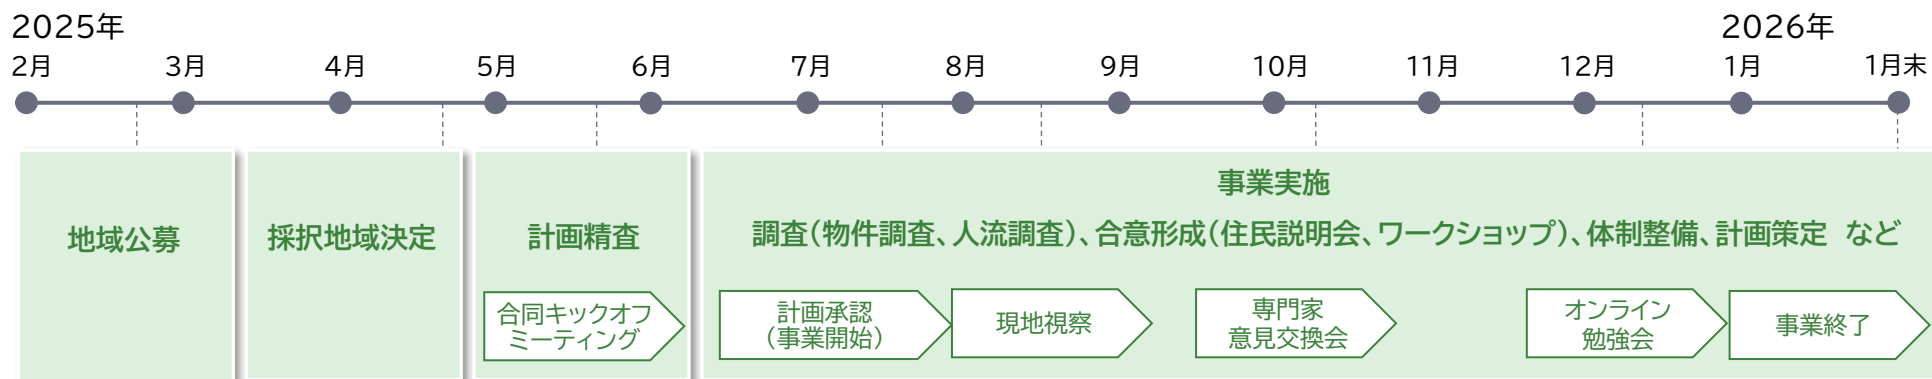 2025年
2026年
2月
3月
4月
5月
6月
7月
8月
9月
10月
11月
12月
1月
1月末
地域公募
採択地域決定
計画精査
合同キックオフ
ミーティング
事業実施
調査（物件調査、人流調査）、合意形成（住民説明会、ワークショップ）、体制整備、計画策定　など
計画承認
（事業開始）
現地視察
専門家
意見交換会
オンライン
勉強会
事業終了